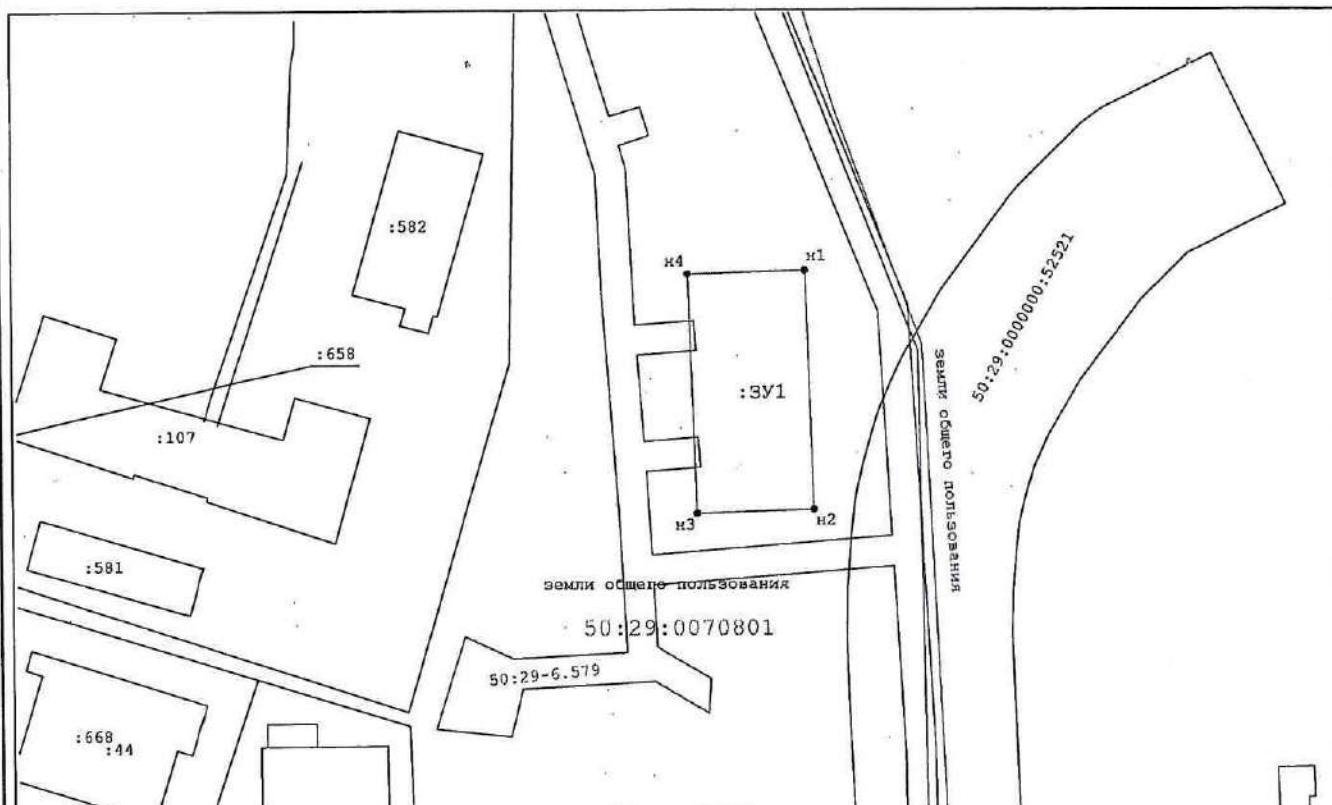 :582
н4
н1
:658
:ЗУ1
:107
50:29:0000000:52521
земли общего пользования
н3
н2
:581
земли общего пользования
50:29:0070801
50:29-6.579
:668
:44